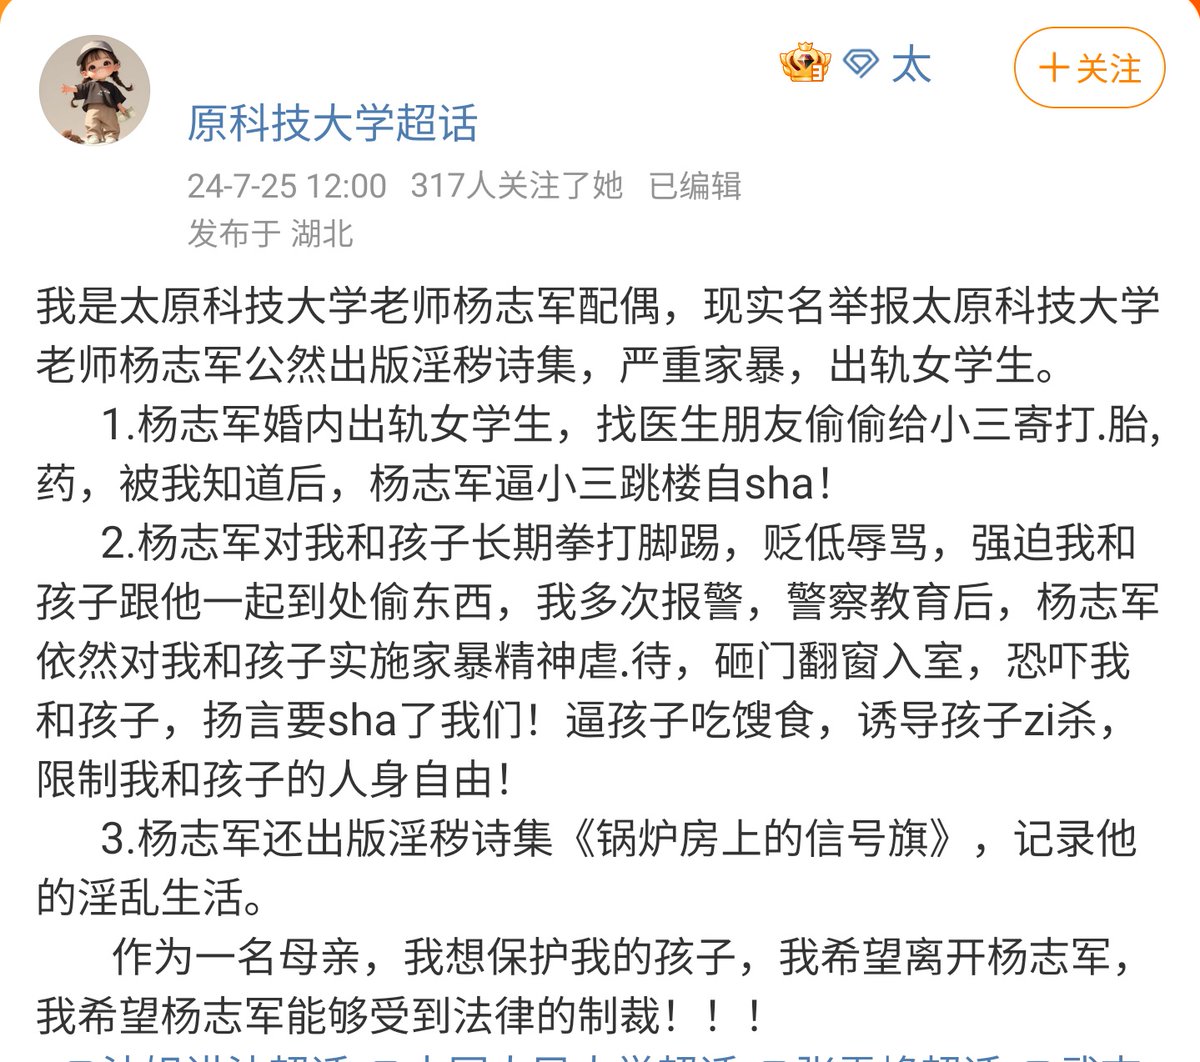 太
+关注
原科技大学超话
24-7-25 12:00 317人关注了她 已编辑
发布于 湖北
我是太原科技大学老师杨志军配偶，现实名举报太原科技大学
老师杨志军公然出版淫秽诗集，严重家暴，出轨女学生。
1.杨志军婚内出轨女学生，找医生朋友偷偷给小三寄打.胎,
药，被我知道后，杨志军逼小三跳楼自sha！
2.杨志军对我和孩子长期拳打脚踢，贬低辱骂，强迫我和
孩子跟他一起到处偷东西，我多次报警，警察教育后，杨志军
依然对我和孩子实施家暴精神虐.待，砸门翻窗入室，恐吓我
和孩子，扬言要sha了我们！逼孩子吃馊食，诱导孩子zi杀，
限制我和孩子的人身自由！
3.杨志军还出版淫秽诗集《锅炉房上的信号旗》，记录他
的淫乱生活。
作为一名母亲，我想保护我的孩子，我希望离开杨志军，
我希望杨志军能够受到法律的制裁！！！